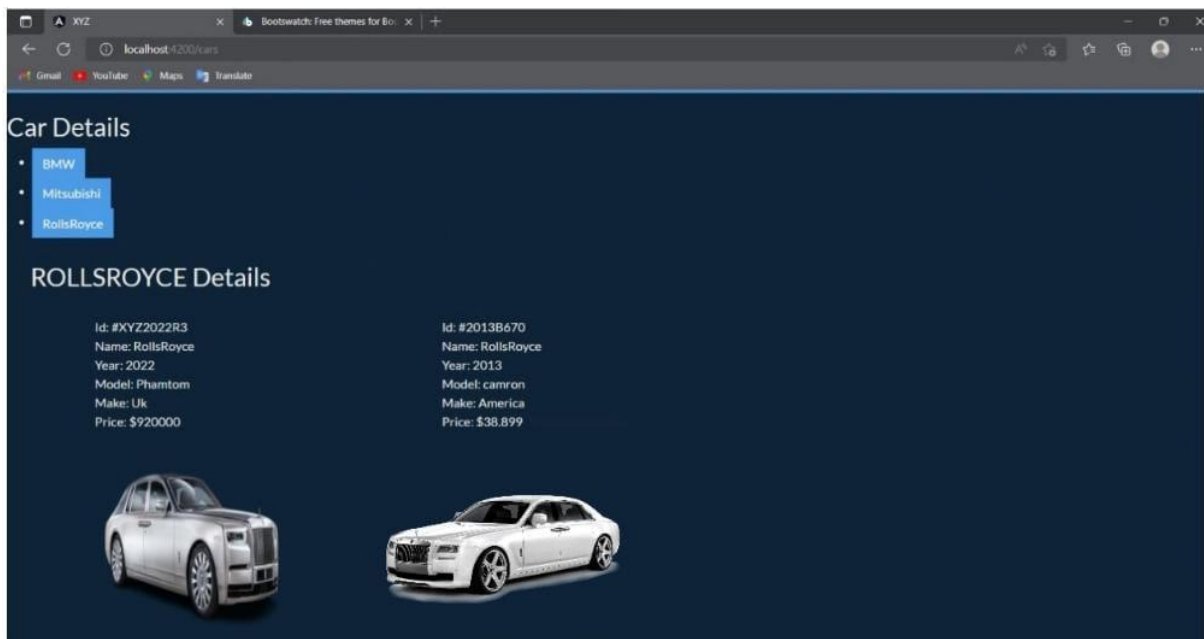 XYZ
Bootswatch: Free themes for Boo
localhost:4200/cars
Gmail YouTube Maps Translate
Car Details
BMW
Mitsubishi
RollsRoyce
ROLLSROYCE Details
Id: #XYZ2022R3
Name: RollsRoyce
Year: 2022
Model: Phamtom
Make: Uk
Price: $920000
Id: #2013B670
Name: RollsRoyce
Year: 2013
Model: camron
Make: America
Price: $38.899